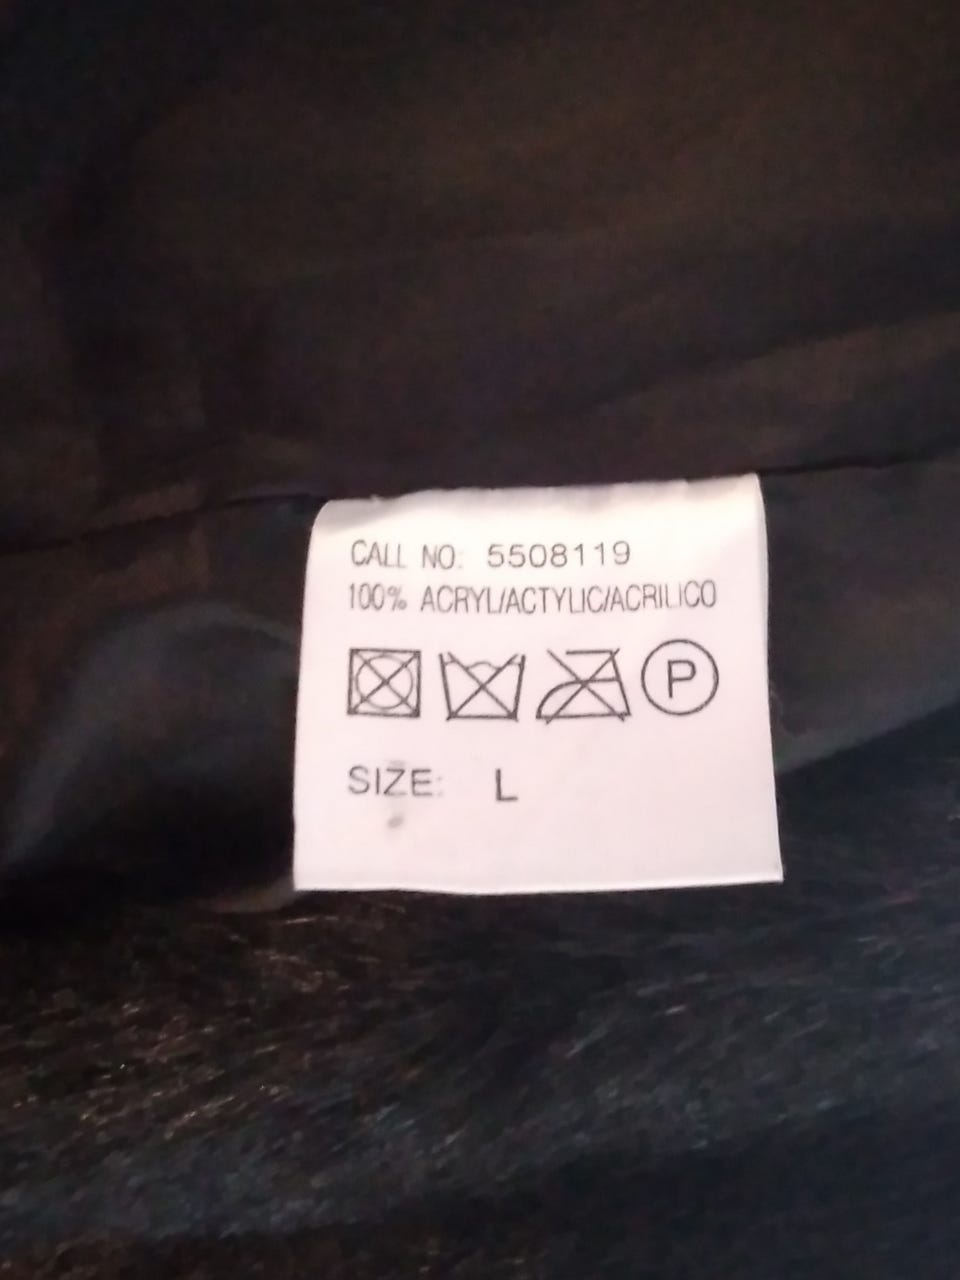 CALL NO: 5508119
100% ACRYL/ACTYLIC/ACRILICO
P
SIZE: L